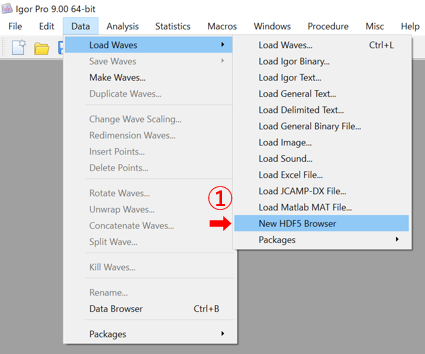 Igor Pro 9.00 64-bit
File Edit Data Analysis Statistics Macros Windows Procedure Misc Help
Load Waves
Save Waves
Make Waves...
Duplicate Waves...
Change Wave Scaling...
Redimension Waves...
Insert Points...
Delete Points...
Rotate Waves...
Unwrap Waves...
Concatenate Waves...
Split Wave...
Kill Waves...
Rename...
Data Browser Ctrl+B
Packages
Load Waves... Ctrl+L
Load Igor Binary...
Load Igor Text...
Load General Text...
Load Delimited Text...
Load General Binary File...
Load Image...
Load Sound...
Load Excel File...
Load JCAMP-DX File...
Load Matlab MAT File...
① New HDF5 Browser
Packages